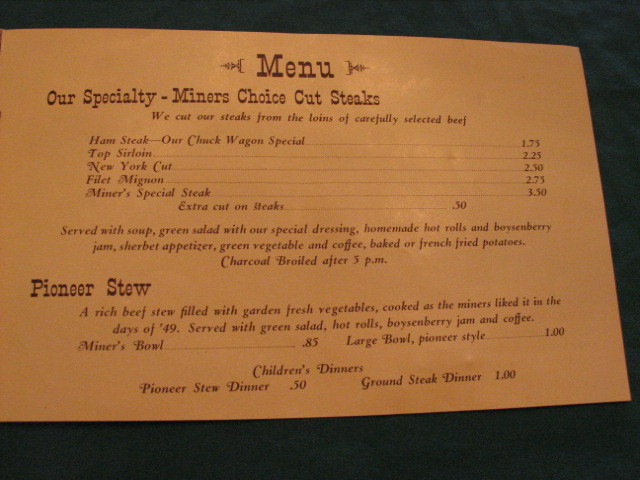 Menu
Our Specialty - Miners Choice Cut Steaks
We cut our steaks from the loins of carefully selected beef
Ham Steak—Our Chuck Wagon Special 1.75
Top Sirloin 2.25
New York Cut 2.50
Filet Mignon 2.75
Miner's Special Steak 3.50
Extra cut on steaks .50
Served with soup, green salad with our special dressing, homemade hot rolls and boysenberry
jam, sherbet appetizer, green vegetable and coffee, baked or french fried potatoes.
Charcoal Broiled after 5 p.m.
Pioneer Stew
A rich beef stew filled with garden fresh vegetables, cooked as the miners liked it in the
days of '49. Served with green salad, hot rolls, boysenberry jam and coffee.
Miner's Bowl .85 Large Bowl, pioneer style 1.00
Children's Dinners
Pioneer Stew Dinner .50 Ground Steak Dinner 1.00